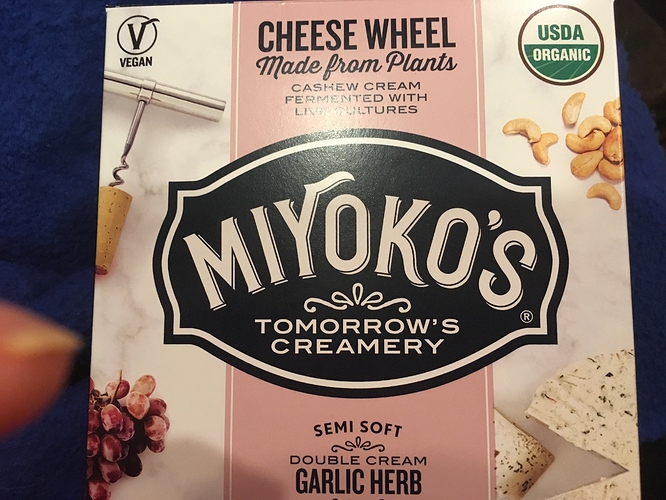 V
VEGAN
CHEESE WHEEL
Made from Plants
CASHEW CREAM
FERMENTED WITH
LIVE CULTURES
USDA
ORGANIC
MIYOKO'S
®
TOMORROW'S
CREAMERY
SEMI SOFT
DOUBLE CREAM
GARLIC HERB